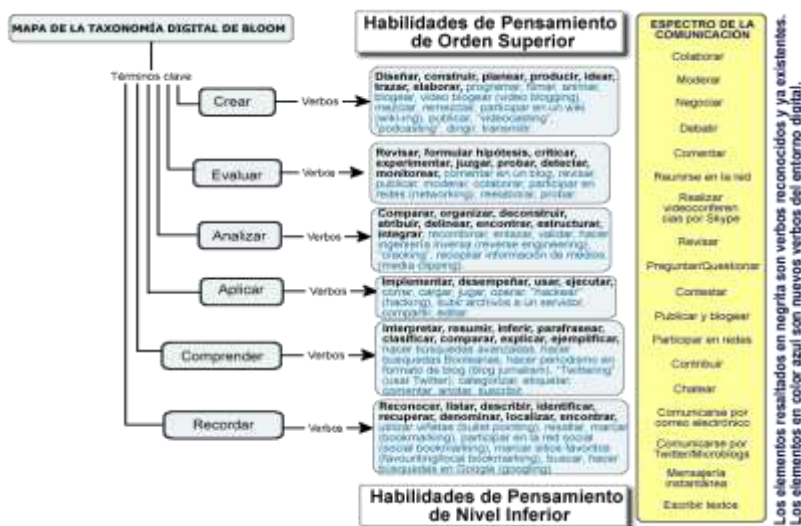 MAPA DE LA TAXONOMÍA DIGITAL DE BLOOM
Habilidades de Pensamiento
de Orden Superior
Términos clave
Crear
Verbos
Diseñar, construir, planear, producir, idear,
trazar, elaborar, programar, filmar, animar,
blogear, video blogear (video blogging),
mezclar, remezclar, participar en un wiki
(wiki-ing), publicar, "videocasting",
"podcasting", dirigir, transmitir
Evaluar
Verbos
Revisar, formular hipótesis, criticar,
experimentar, juzgar, probar, detectar,
monitorear, comentar en un blog, revisar,
publicar, moderar, colaborar, participar en
redes (networking), reelaborar, probar
Analizar
Verbos
Comparar, organizar, deconstruir,
atribuir, delinear, encontrar, estructurar,
integrar, recombinar, enlazar, validar, hacer
ingeniería inversa (reverse engineering),
"cracking", recopilar información de medios
(media clipping)
Aplicar
Verbos
Implementar, desempeñar, usar, ejecutar,
correr, cargar, jugar, operar, "hackear"
(hacking), subir archivos a un servidor,
compartir, editar
Comprender
Verbos
Interpretar, resumir, inferir, parafrasear,
clasificar, comparar, explicar, ejemplificar,
hacer búsquedas avanzadas, hacer
búsquedas Booleanas, hacer periodismo en
formato de blog (blog jornalism), "Twittering"
(usar Twitter), categorizar, etiquetar,
comentar, anotar, suscribir
Recordar
Verbos
Reconocer, listar, describir, identificar,
recuperar, denominar, localizar, encontrar,
utilizar viñetas (bullet pointing), resaltar, marcar
(bookmarking), participar en la red social
(social bookmarking), marcar sitios favoritos
(favouriting/local bookmarking), buscar, hacer
búsquedas en Google (googling)
Habilidades de Pensamiento
de Nivel Inferior
ESPECTRO DE LA
COMUNICACIÓN
Colaborar
Moderar
Negociar
Debatir
Comentar
Reunirse en la red
Realizar
videoconferen
cias por Skype
Revisar
Preguntar/Questionar
Contestar
Publicar y blogear
Participar en redes
Contribuir
Chatear
Comunicarse por
correo electrónico
Comunicarse por
Twitter/Microblogs
Mensajería
instantánea
Escribir textos
Los elementos resaltados en negrita son verbos reconocidos y ya existentes.
Los elementos en color azul son nuevos verbos del entorno digital.